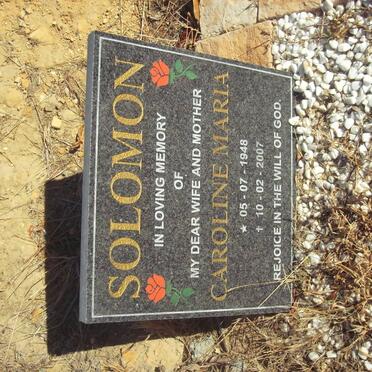 SOLOMON
IN LOVING MEMORY
OF
MY DEAR WIFE AND MOTHER
CAROLINE MARIA
★ 05 - 07 - 1948
† 10 - 02 - 2007
REJOICE IN THE WILL OF GOD.